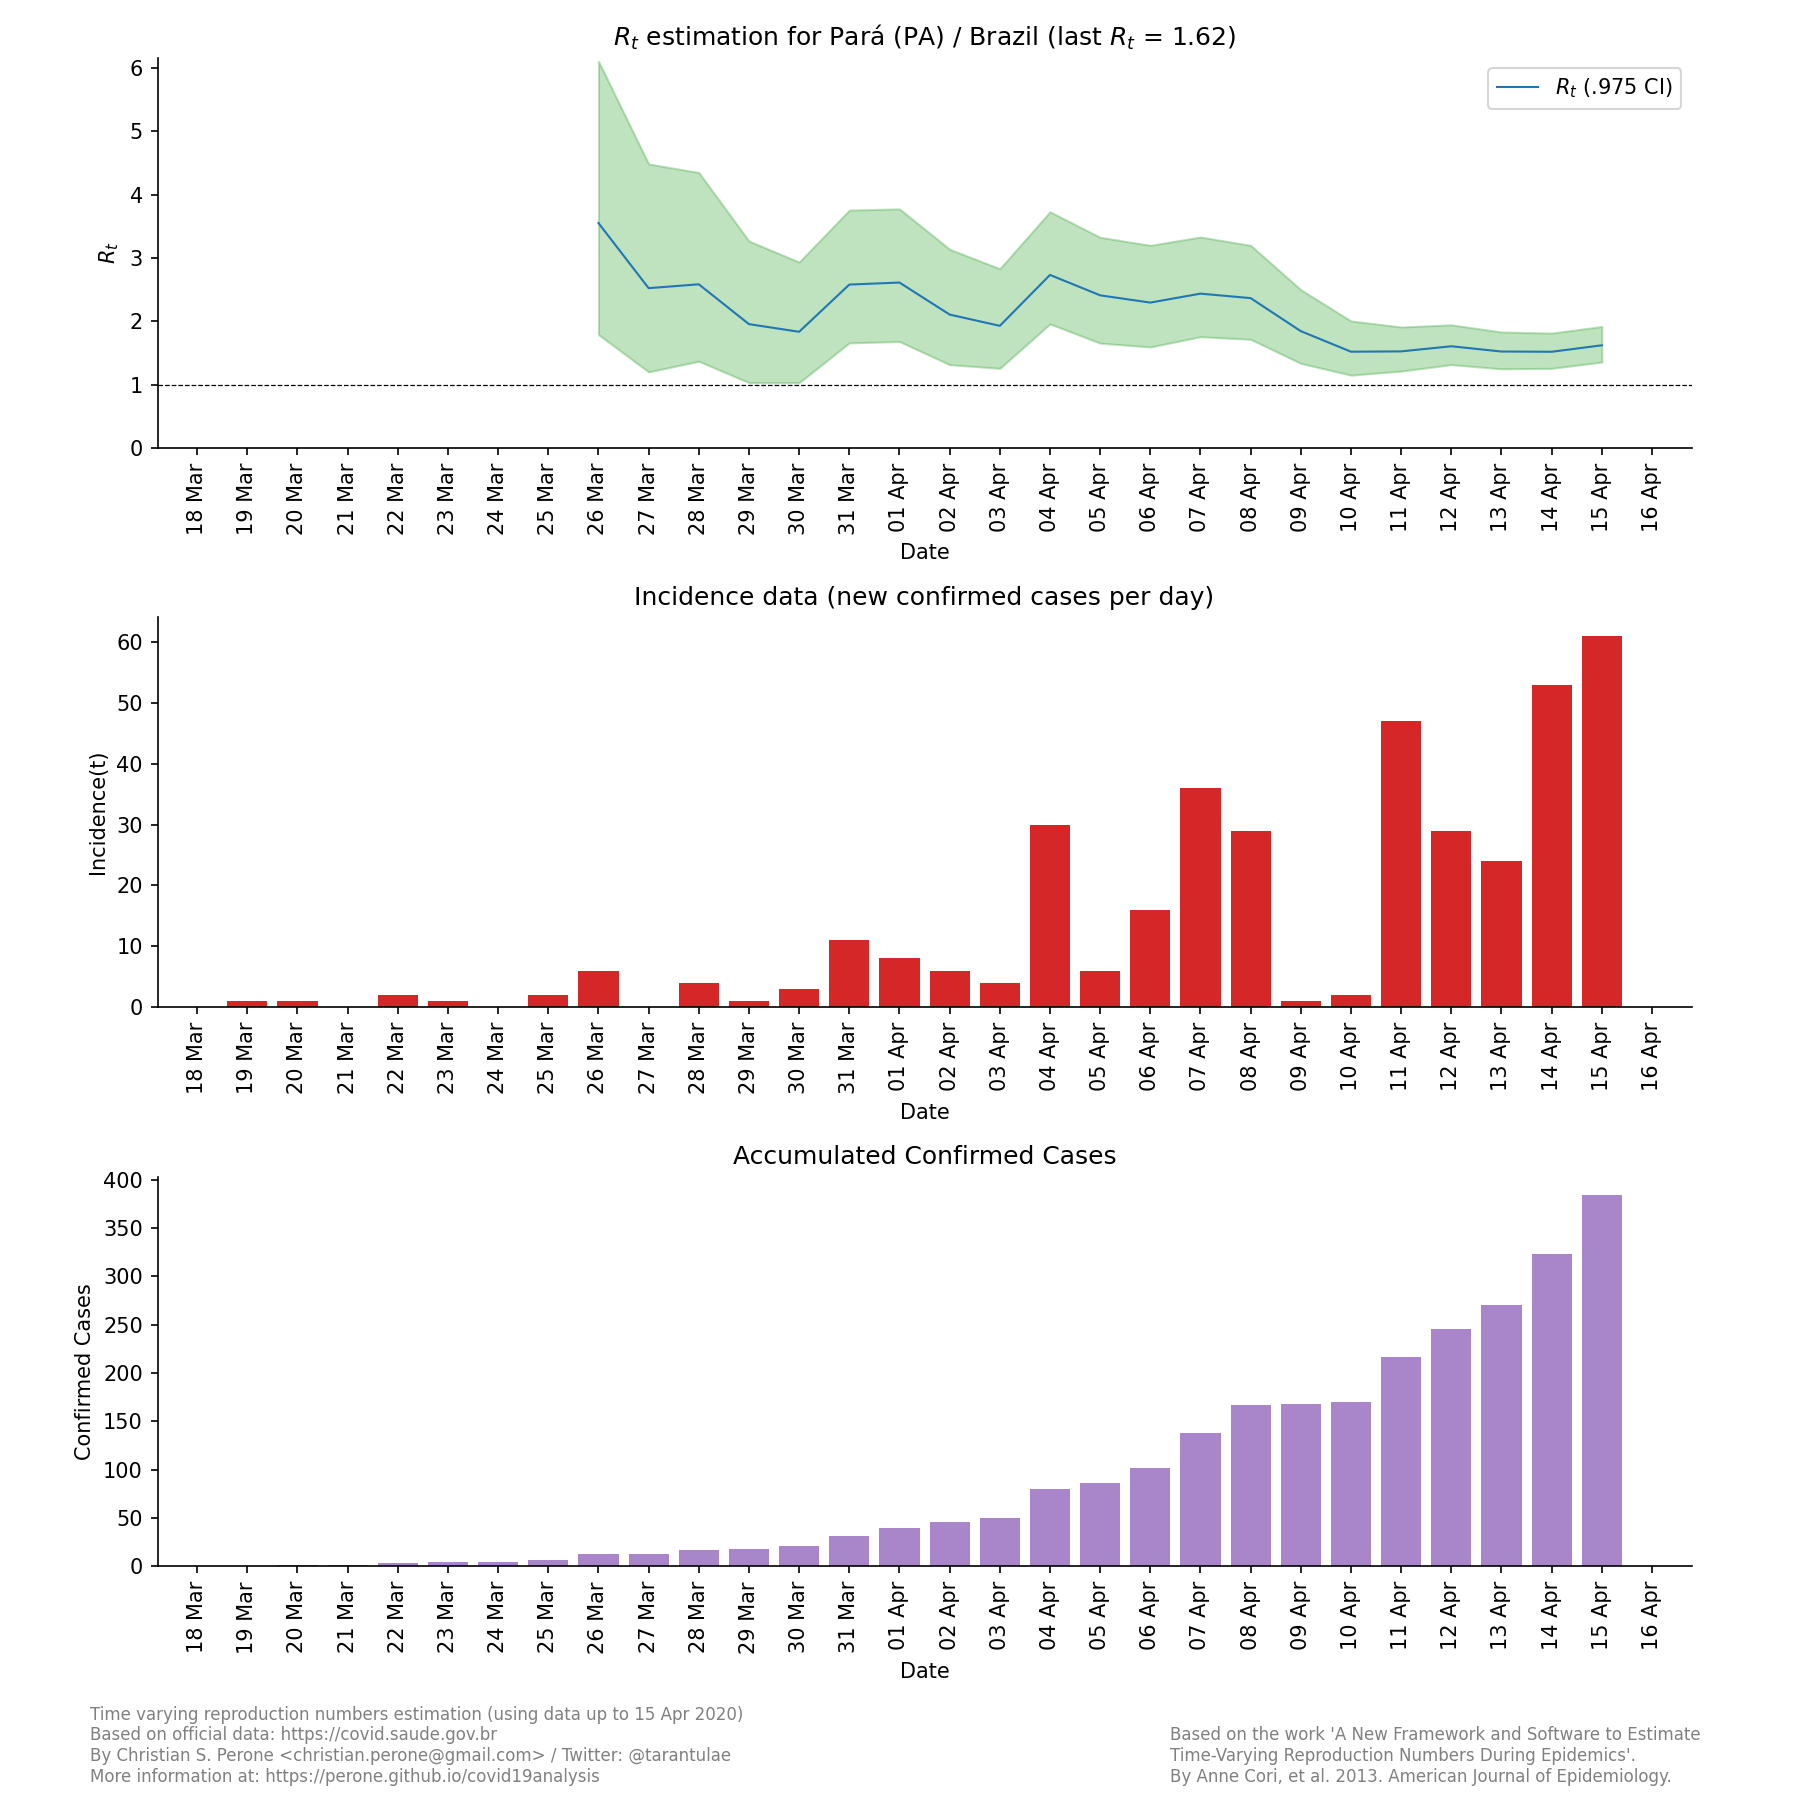 R_t estimation for Pará (PA) / Brazil (last R_t = 1.62)
R_t (.975 CI)
R_t
6
5
4
3
2
1
0
18 Mar
19 Mar
20 Mar
21 Mar
22 Mar
23 Mar
24 Mar
25 Mar
26 Mar
27 Mar
28 Mar
29 Mar
30 Mar
31 Mar
01 Apr
02 Apr
03 Apr
04 Apr
05 Apr
06 Apr
07 Apr
08 Apr
09 Apr
10 Apr
11 Apr
12 Apr
13 Apr
14 Apr
15 Apr
16 Apr
Date
Incidence data (new confirmed cases per day)
Incidence(t)
60
50
40
30
20
10
0
18 Mar
19 Mar
20 Mar
21 Mar
22 Mar
23 Mar
24 Mar
25 Mar
26 Mar
27 Mar
28 Mar
29 Mar
30 Mar
31 Mar
01 Apr
02 Apr
03 Apr
04 Apr
05 Apr
06 Apr
07 Apr
08 Apr
09 Apr
10 Apr
11 Apr
12 Apr
13 Apr
14 Apr
15 Apr
16 Apr
Date
Accumulated Confirmed Cases
Confirmed Cases
400
350
300
250
200
150
100
50
0
18 Mar
19 Mar
20 Mar
21 Mar
22 Mar
23 Mar
24 Mar
25 Mar
26 Mar
27 Mar
28 Mar
29 Mar
30 Mar
31 Mar
01 Apr
02 Apr
03 Apr
04 Apr
05 Apr
06 Apr
07 Apr
08 Apr
09 Apr
10 Apr
11 Apr
12 Apr
13 Apr
14 Apr
15 Apr
16 Apr
Date
Time varying reproduction numbers estimation (using data up to 15 Apr 2020)
Based on official data: https://covid.saude.gov.br
By Christian S. Perone <christian.perone@gmail.com> / Twitter: @tarantulae
More information at: https://perone.github.io/covid19analysis
Based on the work 'A New Framework and Software to Estimate
Time-Varying Reproduction Numbers During Epidemics'.
By Anne Cori, et al. 2013. American Journal of Epidemiology.